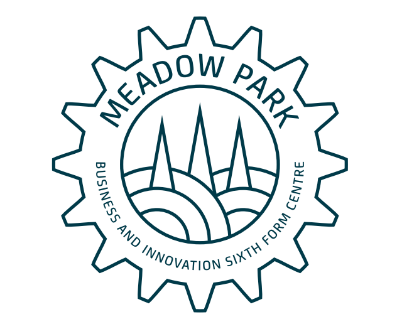 MEADOW PARK
BUSINESS AND INNOVATION SIXTH FORM CENTRE